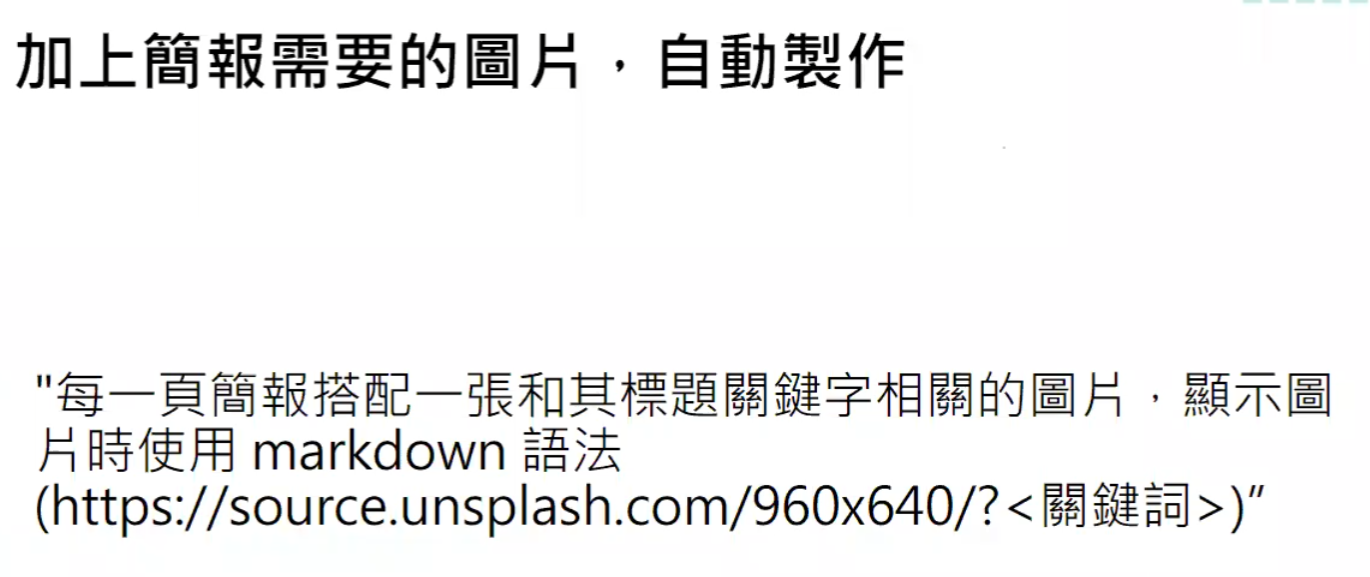 加上簡報需要的圖片，自動製作
"每一頁簡報搭配一張和其標題關鍵字相關的圖片，顯示圖
片時使用 markdown 語法
(https://source.unsplash.com/960x640/?<關鍵詞>)”